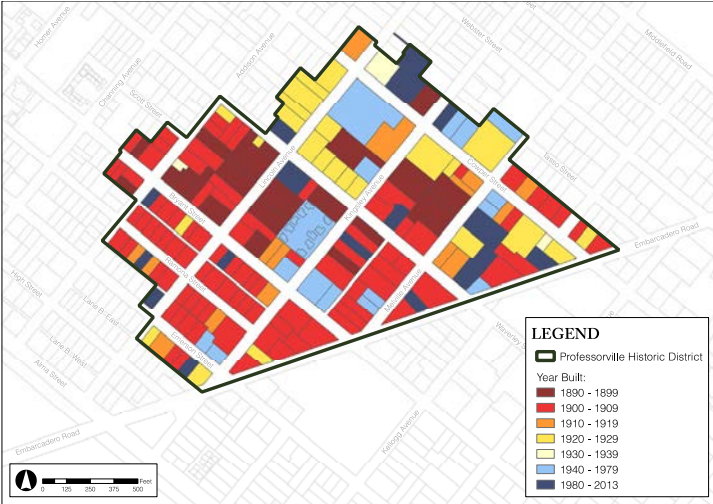 Homer Avenue
Channing Avenue
Scott Street
Addison Avenue
Webster Street
Middlefield Road
Lincoln Avenue
Kingsley Avenue
Cowper Street
Tasso Street
Embarcadero Road
Bryant Street
Ramona Street
Emerson Street
Melville Avenue
High Street
Lane B - East
Lane B - West
Alma Street
Embarcadero Road
Kellogg Avenue
LEGEND
Professorville Historic District
Year Built:
1890 - 1899
1900 - 1909
1910 - 1919
1920 - 1929
1930 - 1939
1940 - 1979
1980 - 2013
0 125 250 375 500 Feet